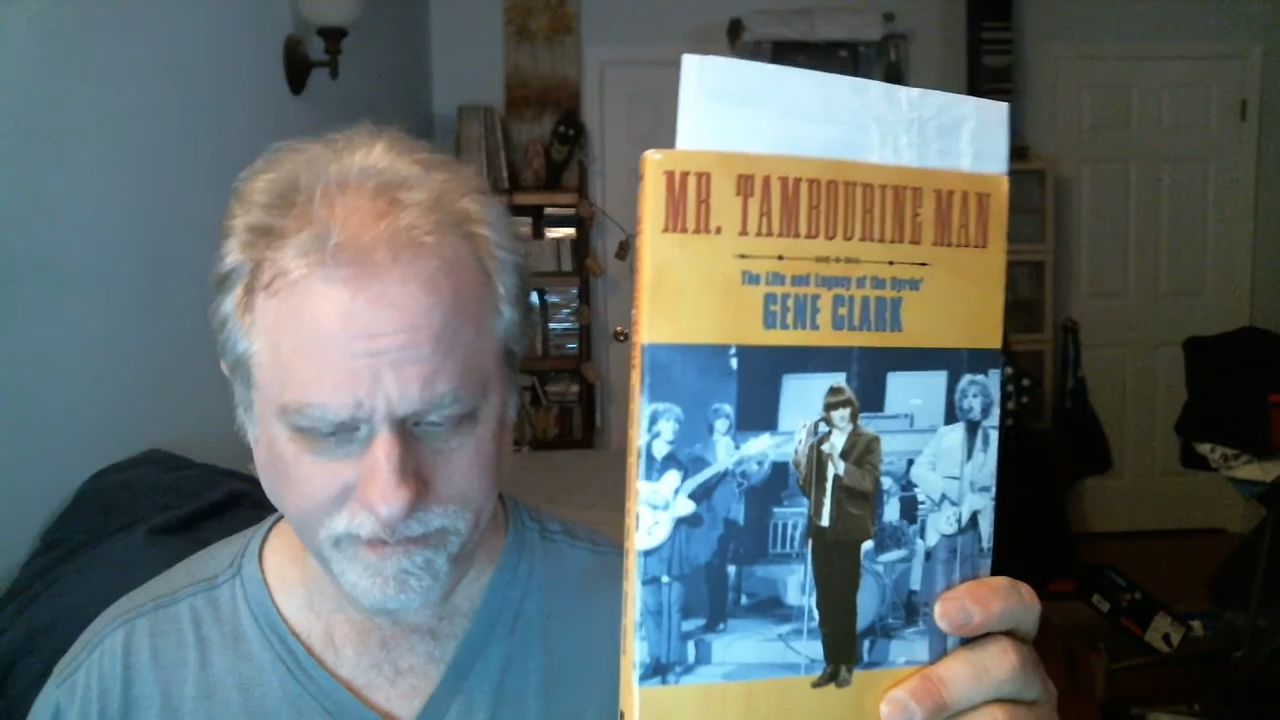 MR. TAMBOURINE MAN
The Life and Legacy of the Byrds'
GENE CLARK